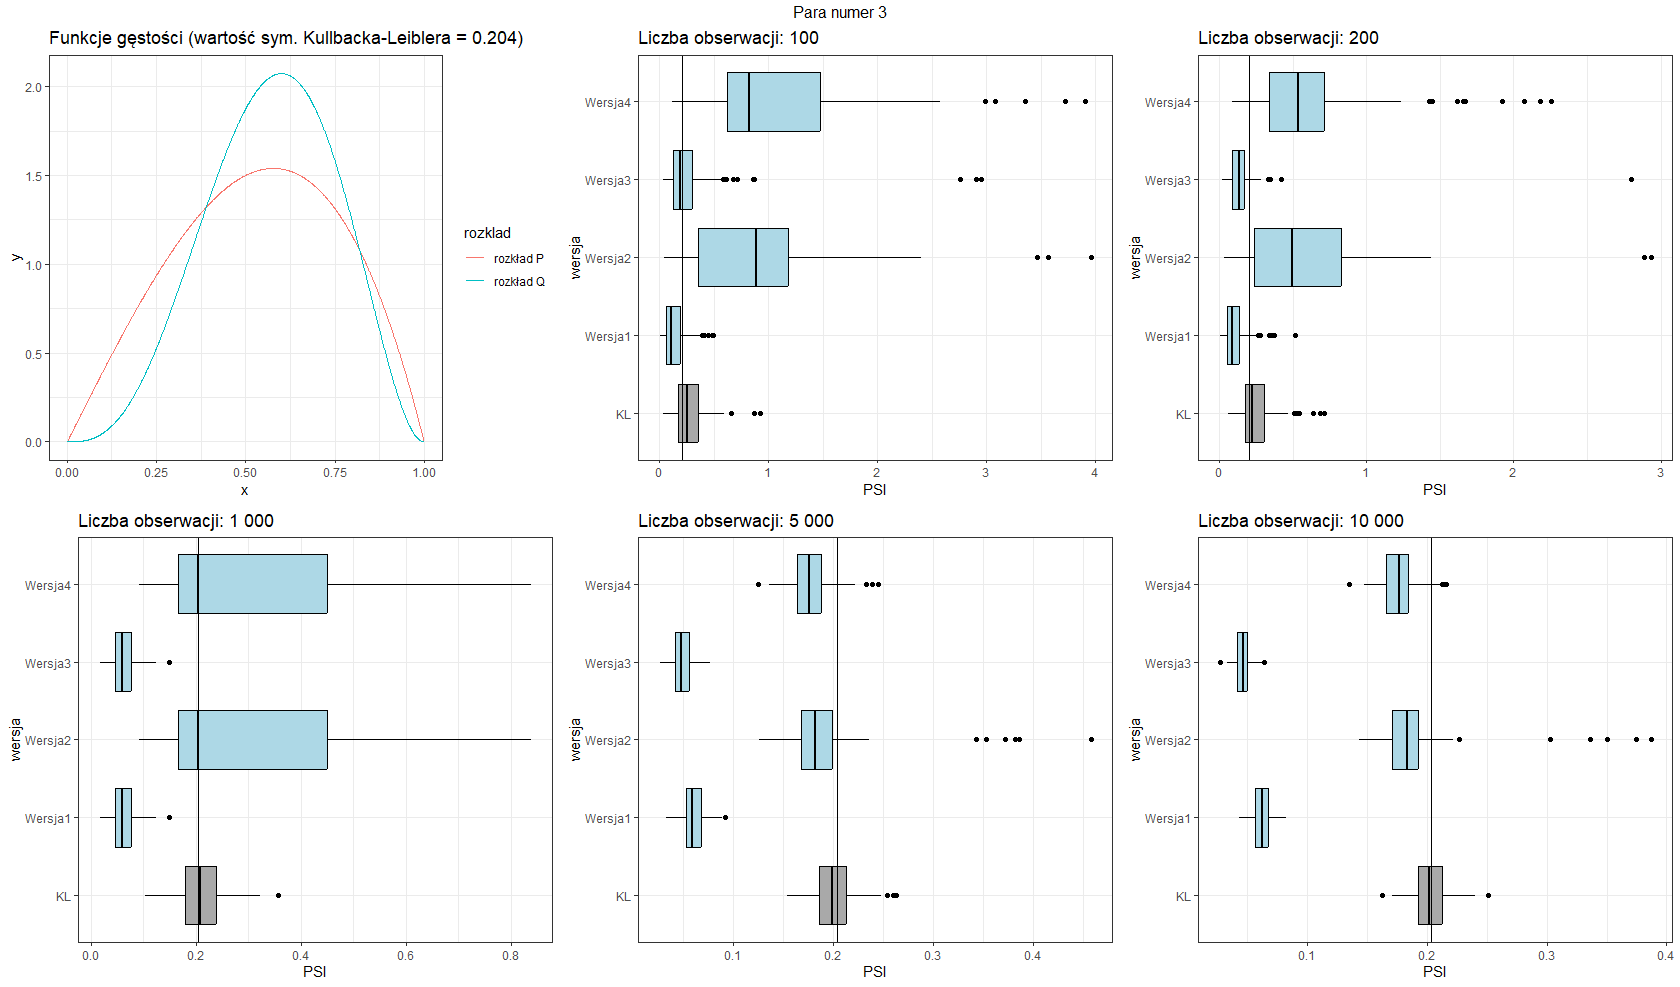 Para numer 3
Funkcje gęstości (wartość sym. Kullbacka-Leiblera = 0.204)
2.0
1.5
1.0
0.5
0.0
y
0.00 0.25 0.50 0.75 1.00
x
rozklad
rozkład P
rozkład Q
Liczba obserwacji: 100
Wersja4
Wersja3
Wersja2
Wersja1
KL
wersja
0 1 2 3 4
PSI
Liczba obserwacji: 200
Wersja4
Wersja3
Wersja2
Wersja1
KL
wersja
0 1 2 3
PSI
Liczba obserwacji: 1 000
Wersja4
Wersja3
Wersja2
Wersja1
KL
wersja
0.0 0.2 0.4 0.6 0.8
PSI
Liczba obserwacji: 5 000
Wersja4
Wersja3
Wersja2
Wersja1
KL
wersja
0.1 0.2 0.3 0.4
PSI
Liczba obserwacji: 10 000
Wersja4
Wersja3
Wersja2
Wersja1
KL
wersja
0.1 0.2 0.3 0.4
PSI